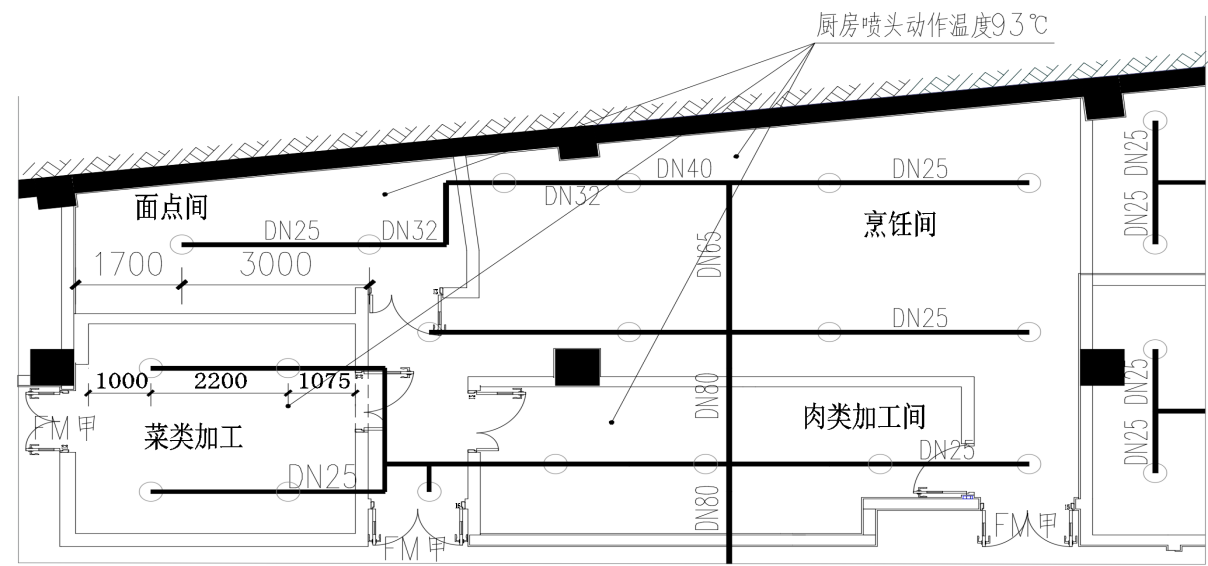 厨房喷头动作温度93℃
DN40
DN25
DN32
面点间
DN25
DN32
烹饪间
DN25
DN25
1700
3000
DN65
DN25
1000
2200
1075
DN80
DN25
DN25
FM甲
菜类加工
肉类加工间
DN25
DN25
DN80
FM甲
FM甲